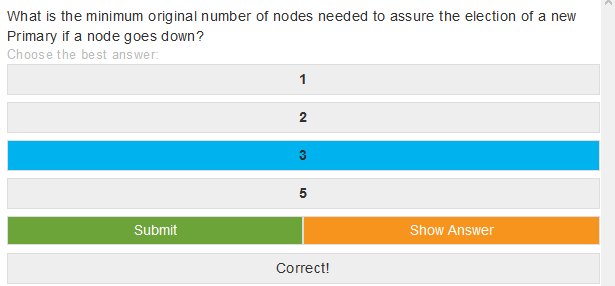 What is the minimum original number of nodes needed to assure the election of a new
Primary if a node goes down?
Choose the best answer:
1
2
3
5
Submit Show Answer
Correct!